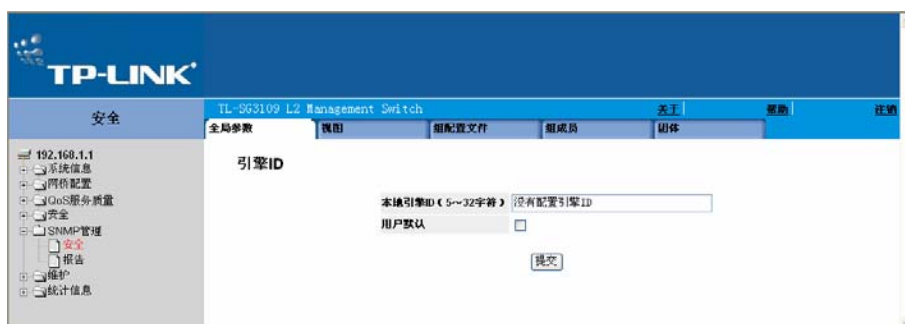 TP-LINK
安全
TL-SG3109 L2 Management Switch
关于
帮助
注销
全局参数
视图
组配置文件
组成员
团体
192.168.1.1
系统信息
网桥配置
QoS服务质量
安全
SNMP管理
安全
报告
维护
统计信息
引擎ID
本地引擎ID（5～32字符）
没有配置引擎ID
用户默认
提交